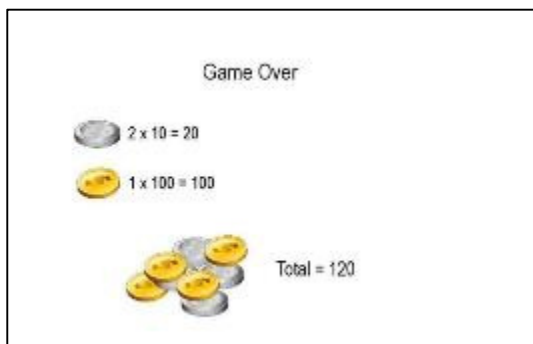 Game Over
2 x 10 = 20
1 x 100 = 100
Total = 120